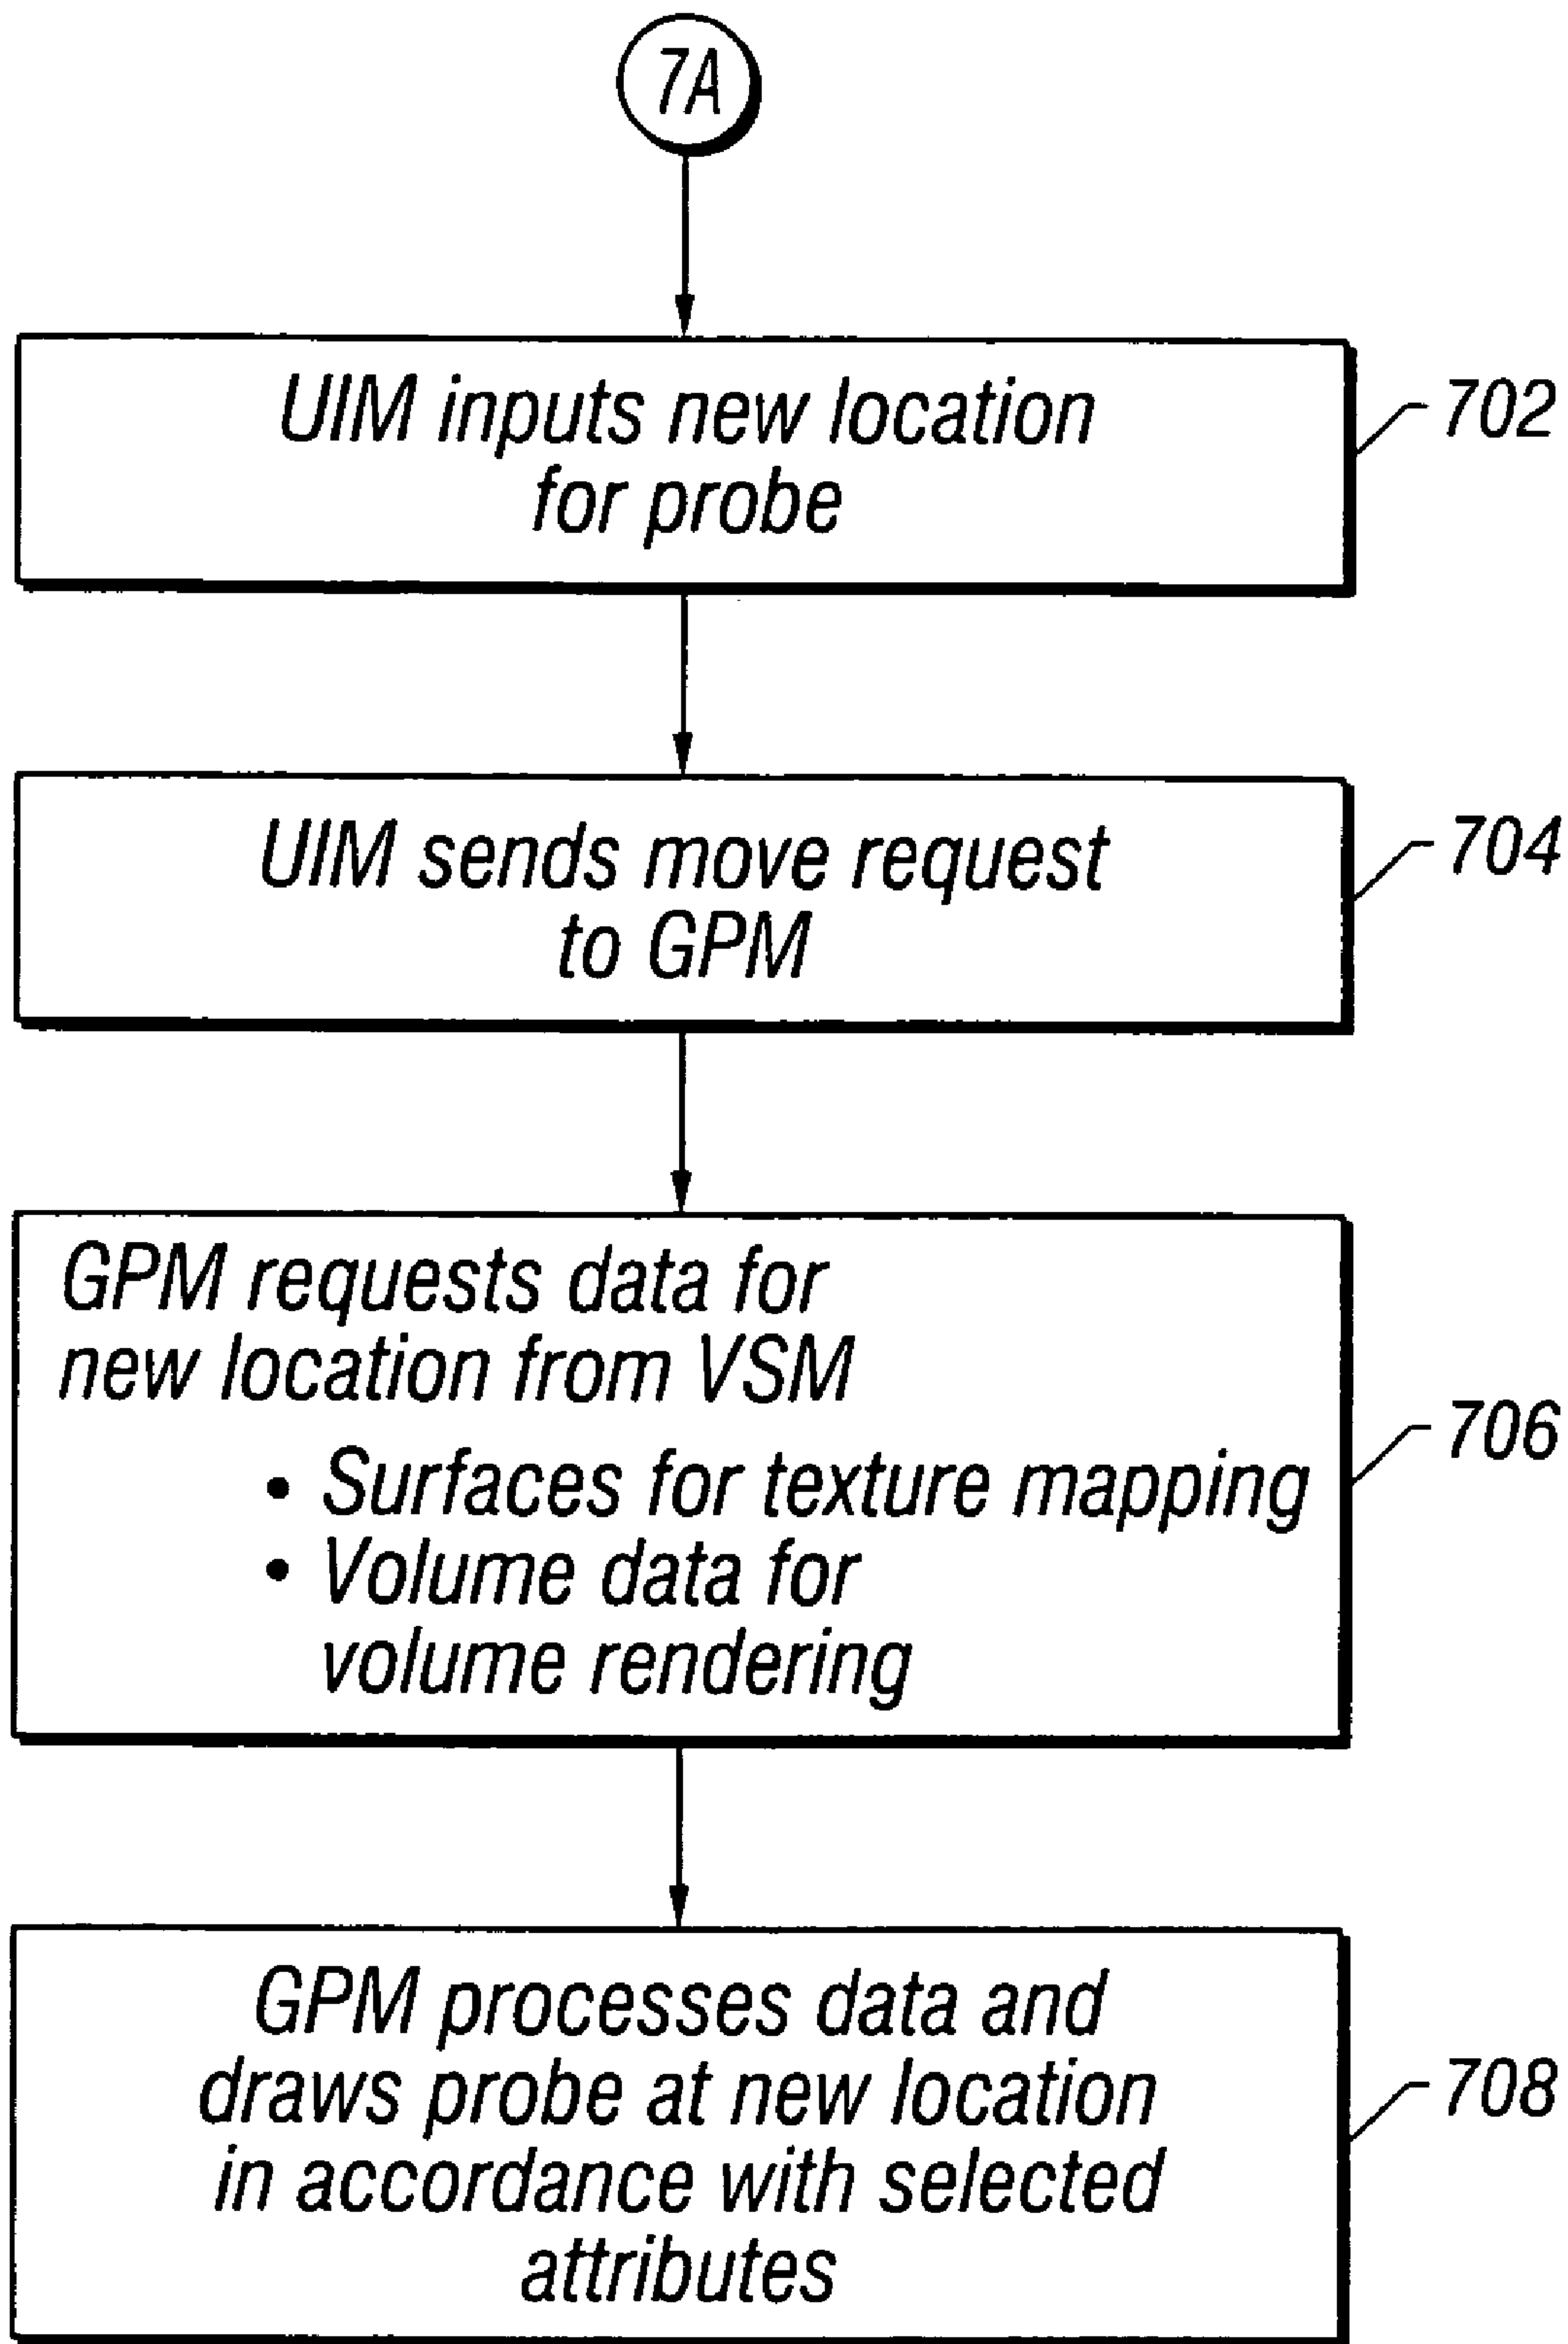 7A
UIM inputs new location
for probe
702
UIM sends move request
to GPM
704
GPM requests data for
new location from VSM
• Surfaces for texture mapping
• Volume data for
volume rendering
706
GPM processes data and
draws probe at new location
in accordance with selected
attributes
708